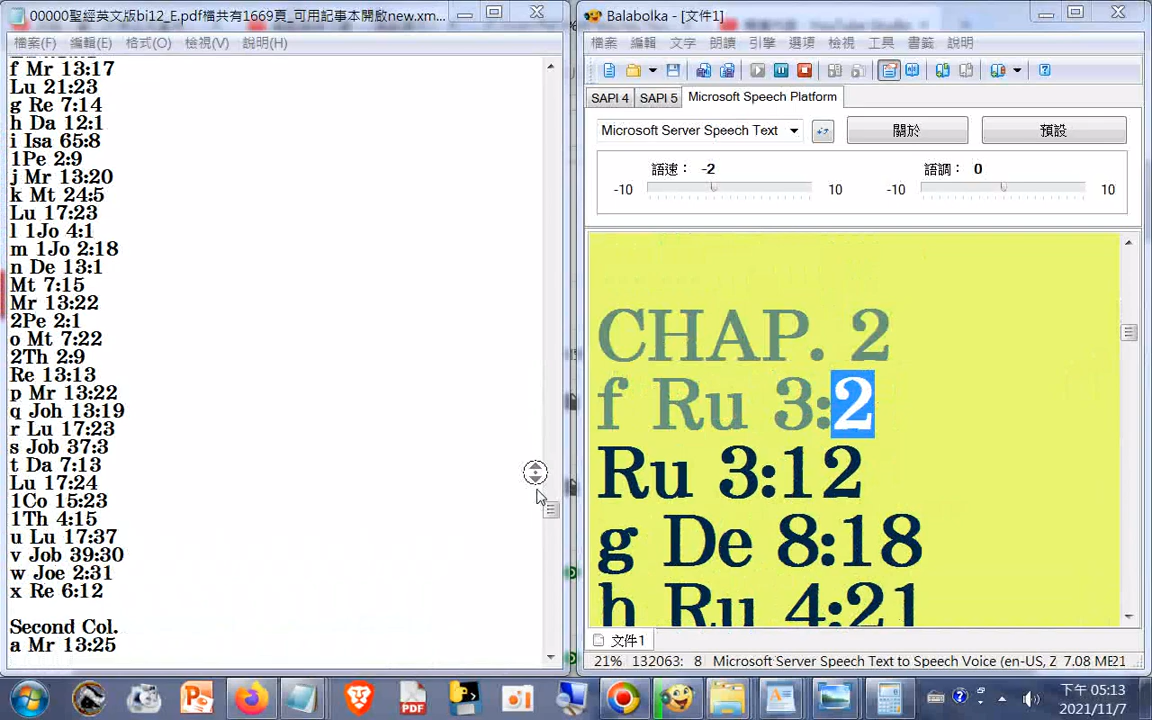 00000聖經英文版bi12_E.pdf檔共有1669頁_可用記事本開啟new.xm...
檔案(F) 編輯(E) 格式(O) 檢視(V) 說明(H)
f Mr 13:17
Lu 21:23
g Re 7:14
h Da 12:1
i Isa 65:8
1Pe 2:9
j Mr 13:20
k Mt 24:5
Lu 17:23
l 1Jo 4:1
m 1Jo 2:18
n De 13:1
Mt 7:15
Mr 13:22
2Pe 2:1
o Mt 7:22
2Th 2:9
Re 13:13
p Mr 13:22
q Joh 13:19
r Lu 17:23
s Job 37:3
t Da 7:13
Lu 17:24
1Co 15:23
1Th 4:15
u Lu 17:37
v Job 39:30
w Joe 2:31
x Re 6:12
Second Col.
a Mr 13:25
Balabolka - [文件1]
檔案 編輯 文字 朗讀 引擎 選項 檢視 工具 書籤 說明
SAPI 4 SAPI 5 Microsoft Speech Platform
Microsoft Server Speech Text 關於 預設
語速： -2 語調： 0
-10 10 -10 10
CHAP. 2
f Ru 3:2
Ru 3:12
g De 8:18
h Ru 4:21
文件1
21% 132063: 8 Microsoft Server Speech Text to Speech Voice (en-US, Z 7.08 ME21
PDF
下午 05:13
2021/11/7